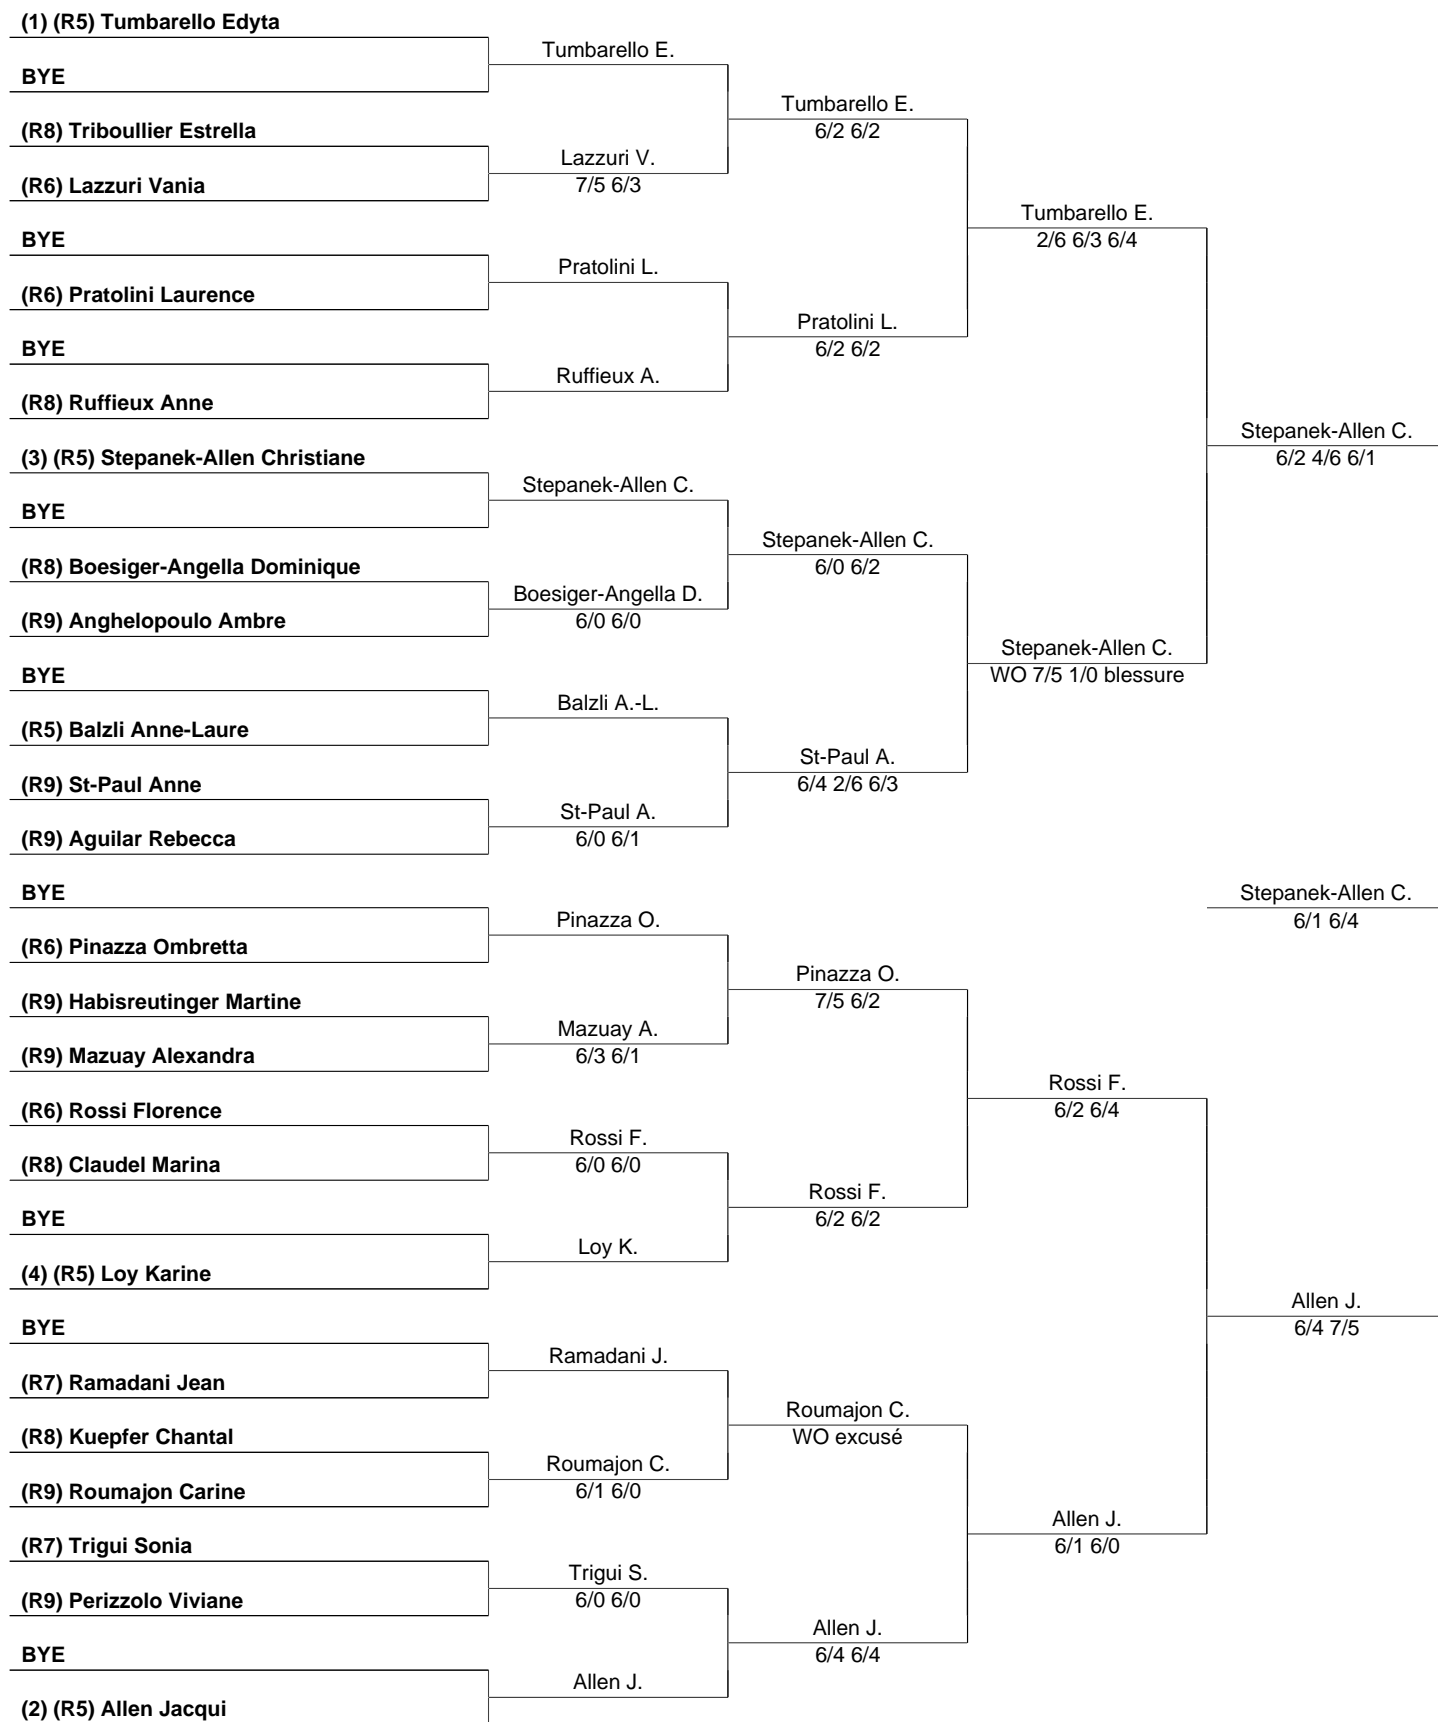 (1) (R5) Tumbarello Edyta
BYE
(R8) Triboullier Estrella
(R6) Lazzuri Vania
BYE
(R6) Pratolini Laurence
BYE
(R8) Ruffieux Anne
(3) (R5) Stepanek-Allen Christiane
BYE
(R8) Boesiger-Angella Dominique
(R9) Anghelopoulo Ambre
BYE
(R5) Balzli Anne-Laure
(R9) St-Paul Anne
(R9) Aguilar Rebecca
BYE
(R6) Pinazza Ombretta
(R9) Habisreutinger Martine
(R9) Mazuay Alexandra
(R6) Rossi Florence
(R8) Claudel Marina
BYE
(4) (R5) Loy Karine
BYE
(R7) Ramadani Jean
(R8) Kuepfer Chantal
(R9) Roumajon Carine
(R7) Trigui Sonia
(R9) Perizzolo Viviane
BYE
(2) (R5) Allen Jacqui
Tumbarello E.
Lazzuri V.
7/5 6/3
Pratolini L.
Ruffieux A.
Stepanek-Allen C.
Boesiger-Angella D.
6/0 6/0
Balzli A.-L.
St-Paul A.
6/0 6/1
Pinazza O.
Mazuay A.
6/3 6/1
Rossi F.
6/0 6/0
Loy K.
Ramadani J.
Roumajon C.
6/1 6/0
Trigui S.
6/0 6/0
Allen J.
Tumbarello E.
6/2 6/2
Pratolini L.
6/2 6/2
Stepanek-Allen C.
6/0 6/2
St-Paul A.
6/4 2/6 6/3
Pinazza O.
7/5 6/2
Rossi F.
6/2 6/2
Roumajon C.
WO excusé
Allen J.
6/4 6/4
Tumbarello E.
2/6 6/3 6/4
Stepanek-Allen C.
WO 7/5 1/0 blessure
Rossi F.
6/2 6/4
Allen J.
6/1 6/0
Stepanek-Allen C.
6/2 4/6 6/1
Stepanek-Allen C.
6/1 6/4
Allen J.
6/4 7/5